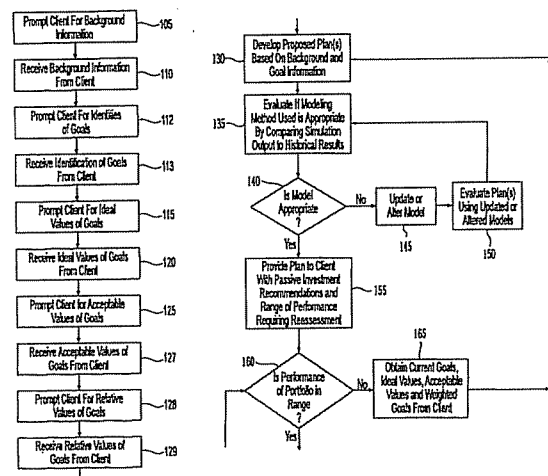 Prompt Client For Background
Information
105
Receive Background Information
From Client
110
Prompt Client For Identities
of Goals
112
Receive Identification of Goals
From Client
113
Prompt Client For Ideal
Values of Goals
115
Receive Ideal Values of Goals
From Client
120
Prompt Client for Acceptable
Values of Goals
125
Receive Acceptable Values of
Goals From Client
127
Prompt Client For Relative
Values of Goals
128
Receive Relative Values of
Goals From Client
129
Develop Proposed Plan(s)
Based On Background and
Goal Information
130
Evaluate If Modeling
Method Used is Appropriate
By Comparing Simulation
Output to Historical Results
135
140
Is Model
Appropriate
?
No
Yes
Update or
Alter Model
145
Evaluate Plan(s)
Using Updated or
Altered Models
150
Provide Plan to Client
With Passive Investment
Recommendations and
Range of Performance
Requiring Reassessment
155
160
Is Performance
of Portfolio in
Range
?
No
Yes
165
Obtain Current Goals,
Ideal Values, Acceptable
Values and Weighted
Goals From Client